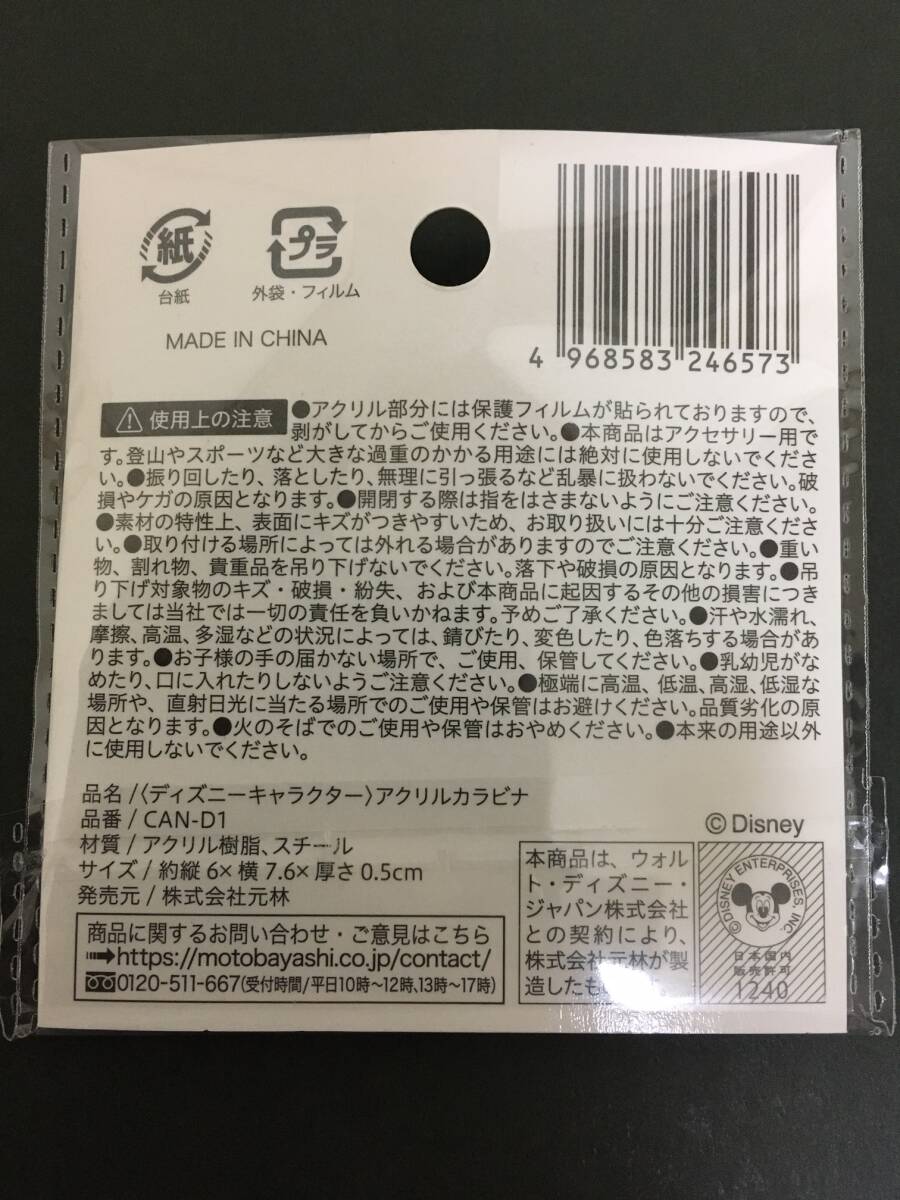 紙
台紙
プラ
外袋・フィルム
MADE IN CHINA
4 968583 246573
使用上の注意 ●アクリル部分には保護フィルムが貼られておりますので、
剥がしてからご使用ください。●本商品はアクセサリー用で
す。登山やスポーツなど大きな過重のかかる用途には絶対に使用しないでくださ
い。●振り回したり、落としたり、無理に引っ張るなど乱暴に扱わないでください。破
損やケガの原因となります。●開閉する際は指をはさまないようにご注意ください。
●素材の特性上、表面にキズがつきやすいため、お取り扱いには十分ご注意くださ
い。●取り付ける場所によっては外れる場合がありますのでご注意ください。●重い
物、割れ物、貴重品を吊り下げないでください。落下や破損の原因となります。●吊
り下げ対象物のキズ・破損・紛失、および本商品に起因するその他の損害につき
ましては当社では一切の責任を負いかねます。予めご了承ください。●汗や水濡れ、
摩擦、高温、多湿などの状況によっては、錆びたり、変色したり、色落ちする場合があ
ります。●お子様の手の届かない場所で、ご使用、保管してください。●乳幼児がな
めたり、口に入れたりしないようご注意ください。●極端に高温、低温、高湿、低湿な
場所や、直射日光に当たる場所でのご使用や保管はお避けください。品質劣化の原
因となります。●火のそばでのご使用や保管はおやめください。●本来の用途以外
に使用しないでください。
品名/〈ディズニーキャラクター〉アクリルカラビナ
品番/CAN-D1
材質/アクリル樹脂、スチール
サイズ/約縦6×横7.6×厚さ0.5cm
発売元/株式会社元林
商品に関するお問い合わせ・ご意見はこちら
https://motobayashi.co.jp/contact/
0120-511-667(受付時間/平日10時〜12時、13時〜17時)
©Disney
本商品は、ウォル
ト・ディズニー・
ジャパン株式会社
との契約により、
株式会社元林が製
造したも
©DISNEY ENTERPRISES, INC.
日本国内
販売許可
1240